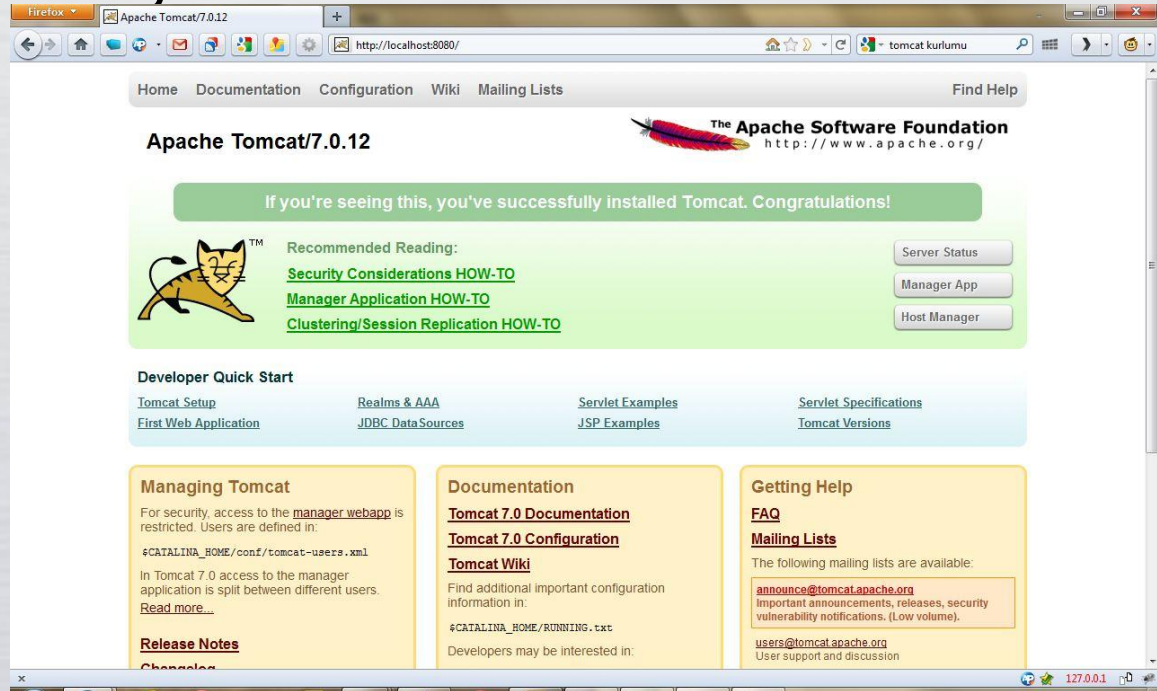 Firefox
Apache Tomcat/7.0.12
http://localhost:8080/
tomcat kurlumu
Home Documentation Configuration Wiki Mailing Lists Find Help
Apache Tomcat/7.0.12
The Apache Software Foundation
http://www.apache.org/
If you're seeing this, you've successfully installed Tomcat. Congratulations!
TM
Recommended Reading:
Security Considerations HOW-TO
Manager Application HOW-TO
Clustering/Session Replication HOW-TO
Server Status
Manager App
Host Manager
Developer Quick Start
Tomcat Setup
First Web Application
Realms & AAA
JDBC DataSources
Servlet Examples
JSP Examples
Servlet Specifications
Tomcat Versions
Managing Tomcat
For security, access to the manager webapp is
restricted. Users are defined in:
$CATALINA_HOME/conf/tomcat-users.xml
In Tomcat 7.0 access to the manager
application is split between different users.
Read more...
Release Notes
Changelog
Documentation
Tomcat 7.0 Documentation
Tomcat 7.0 Configuration
Tomcat Wiki
Find additional important configuration
information in:
$CATALINA_HOME/RUNNING.txt
Developers may be interested in:
Getting Help
FAQ
Mailing Lists
The following mailing lists are available:
announce@tomcat.apache.org
Important announcements, releases, security
vulnerability notifications. (Low volume).
users@tomcat.apache.org
User support and discussion
x
127.0.0.1